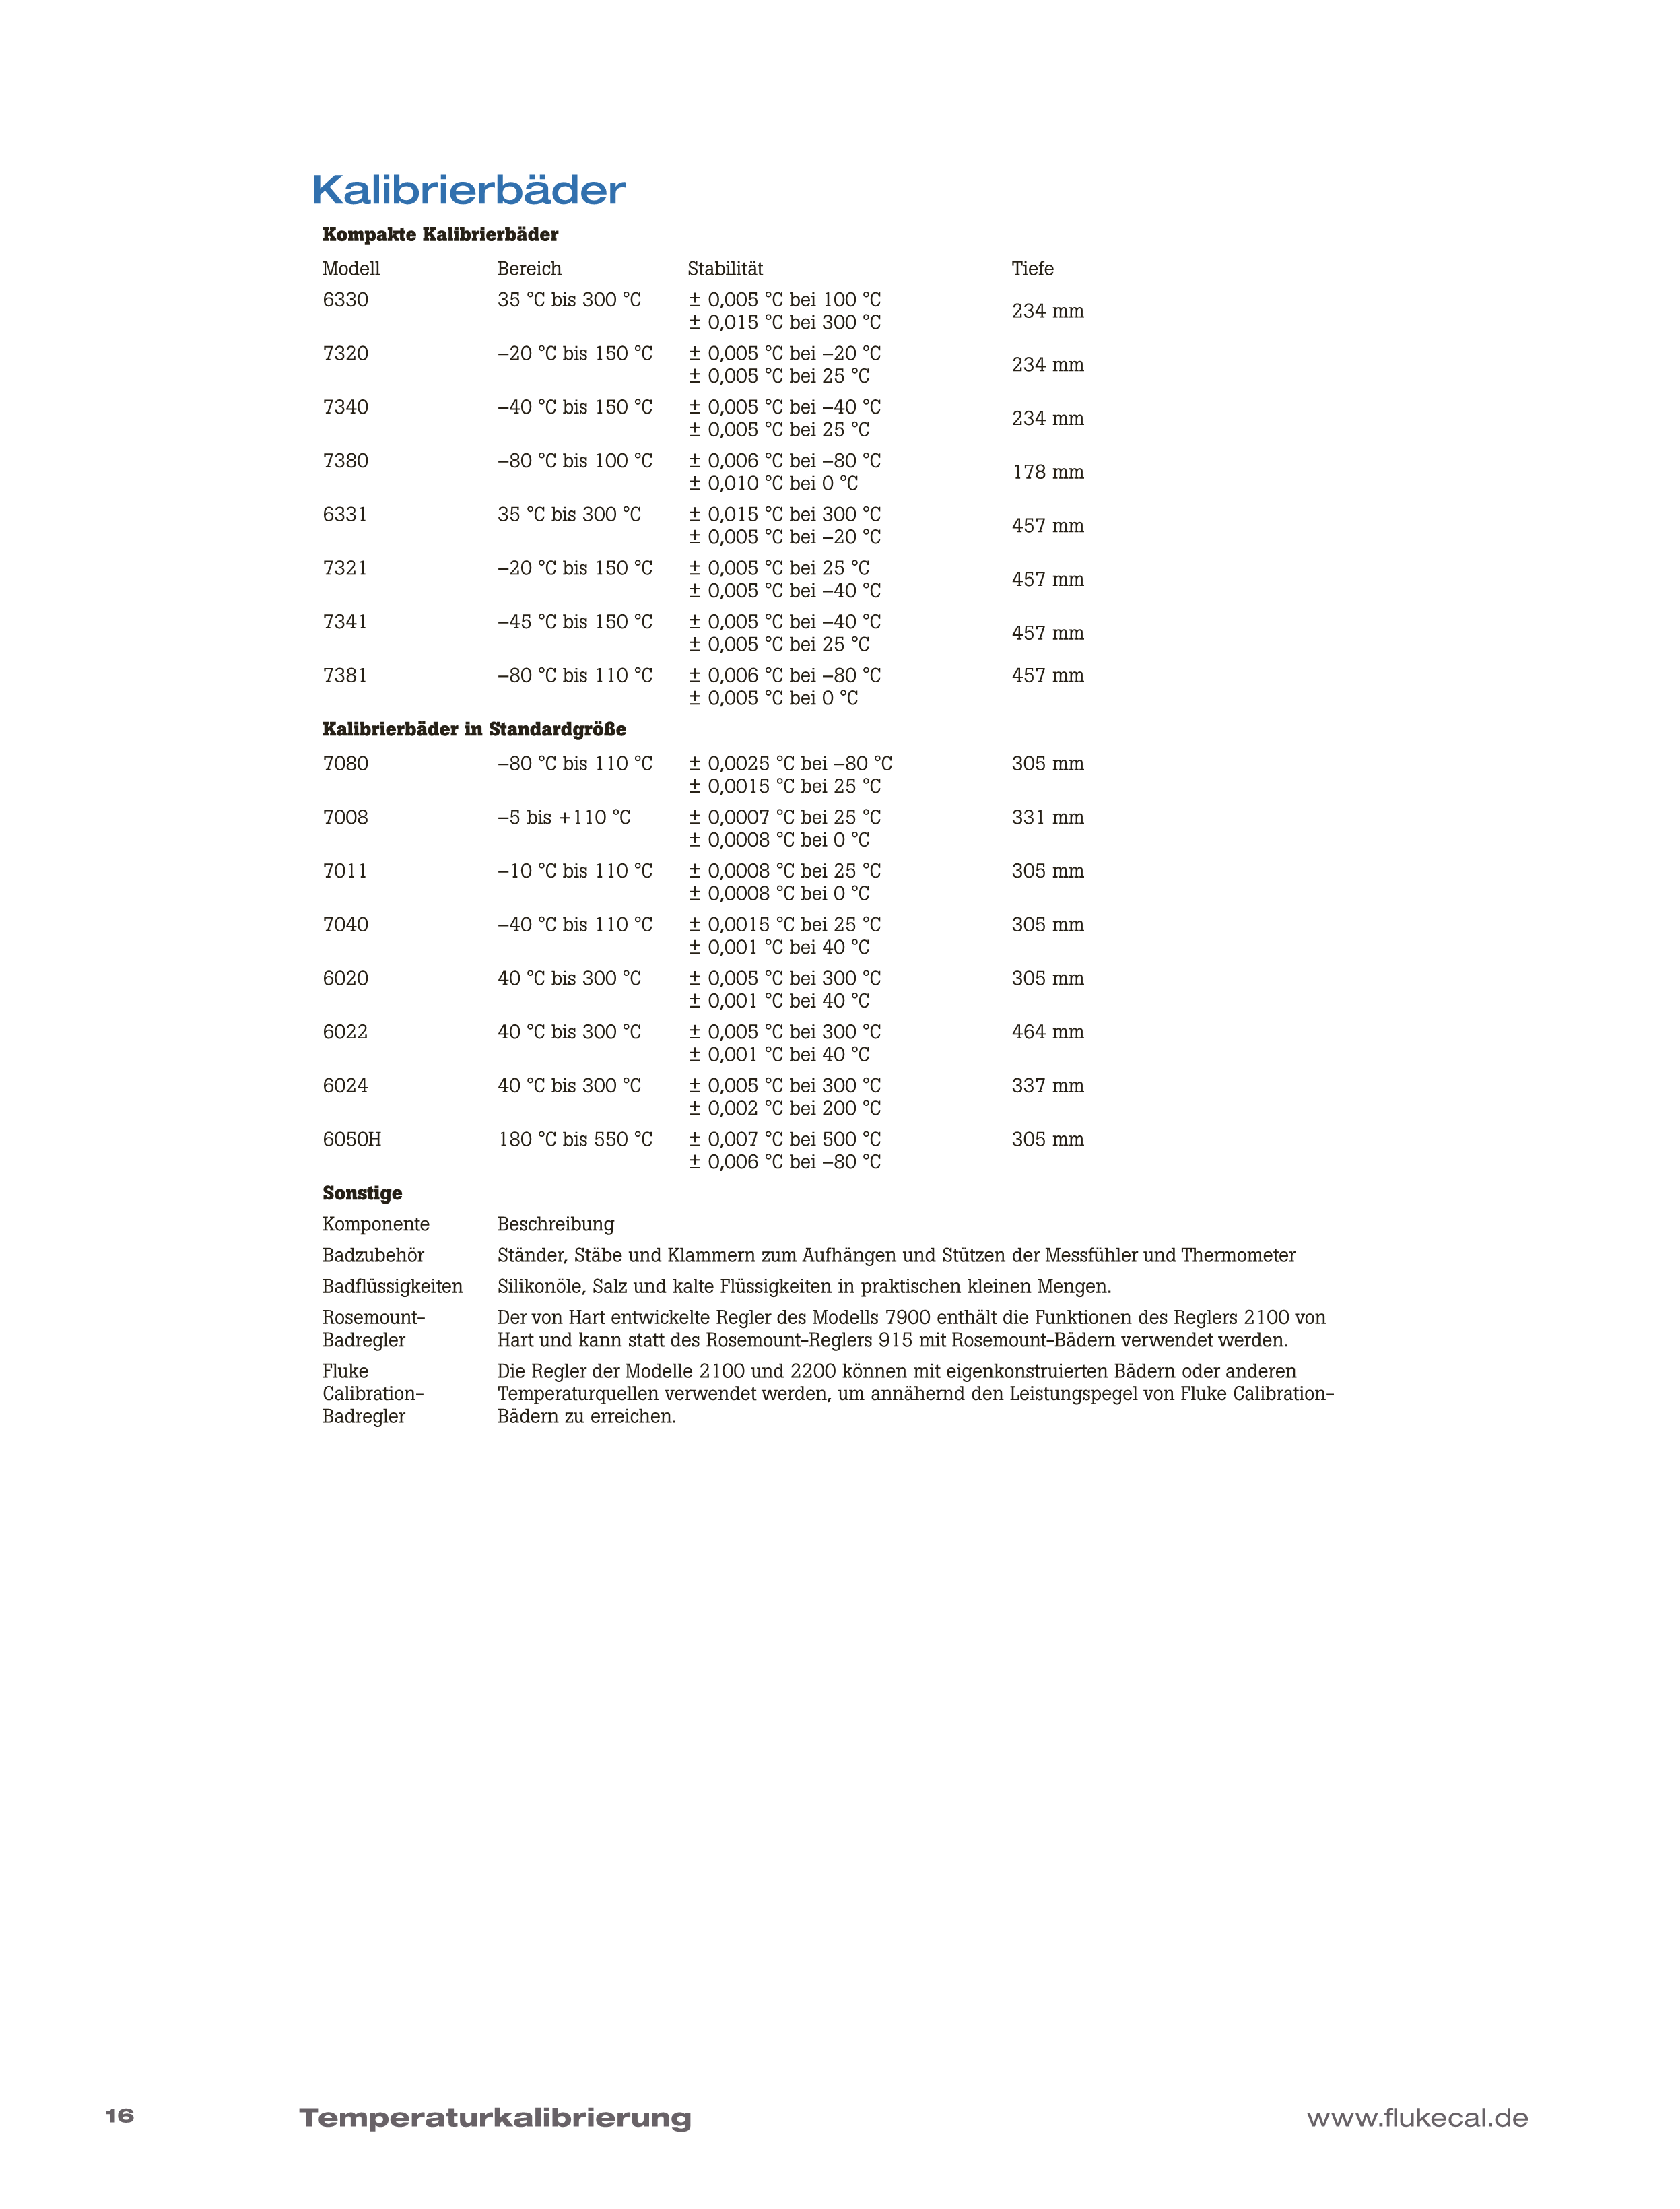 Kalibrierbäder
Kompakte Kalibrierbäder
Modell Bereich Stabilität Tiefe
6330 35 °C bis 300 °C ± 0,005 °C bei 100 °C 234 mm
± 0,015 °C bei 300 °C
7320 –20 °C bis 150 °C ± 0,005 °C bei –20 °C 234 mm
± 0,005 °C bei 25 °C
7340 –40 °C bis 150 °C ± 0,005 °C bei –40 °C 234 mm
± 0,005 °C bei 25 °C
7380 –80 °C bis 100 °C ± 0,006 °C bei –80 °C 178 mm
± 0,010 °C bei 0 °C
6331 35 °C bis 300 °C ± 0,015 °C bei 300 °C 457 mm
± 0,005 °C bei –20 °C
7321 –20 °C bis 150 °C ± 0,005 °C bei 25 °C 457 mm
± 0,005 °C bei –40 °C
7341 –45 °C bis 150 °C ± 0,005 °C bei –40 °C 457 mm
± 0,005 °C bei 25 °C
7381 –80 °C bis 110 °C ± 0,006 °C bei –80 °C 457 mm
± 0,005 °C bei 0 °C
Kalibrierbäder in Standardgröße
7080 –80 °C bis 110 °C ± 0,0025 °C bei –80 °C 305 mm
± 0,0015 °C bei 25 °C
7008 –5 bis +110 °C ± 0,0007 °C bei 25 °C 331 mm
± 0,0008 °C bei 0 °C
7011 –10 °C bis 110 °C ± 0,0008 °C bei 25 °C 305 mm
± 0,0008 °C bei 0 °C
7040 –40 °C bis 110 °C ± 0,0015 °C bei 25 °C 305 mm
± 0,001 °C bei 40 °C
6020 40 °C bis 300 °C ± 0,005 °C bei 300 °C 305 mm
± 0,001 °C bei 40 °C
6022 40 °C bis 300 °C ± 0,005 °C bei 300 °C 464 mm
± 0,001 °C bei 40 °C
6024 40 °C bis 300 °C ± 0,005 °C bei 300 °C 337 mm
± 0,002 °C bei 200 °C
6050H 180 °C bis 550 °C ± 0,007 °C bei 500 °C 305 mm
± 0,006 °C bei –80 °C
Sonstige
Komponente Beschreibung
Badzubehör Ständer, Stäbe und Klammern zum Aufhängen und Stützen der Messfühler und Thermometer
Badflüssigkeiten Silikonöle, Salz und kalte Flüssigkeiten in praktischen kleinen Mengen.
Rosemount- Der von Hart entwickelte Regler des Modells 7900 enthält die Funktionen des Reglers 2100 von
Badregler Hart und kann statt des Rosemount-Reglers 915 mit Rosemount-Bädern verwendet werden.
Fluke Die Regler der Modelle 2100 und 2200 können mit eigenkonstruierten Bädern oder anderen
Calibration- Temperaturquellen verwendet werden, um annähernd den Leistungspegel von Fluke Calibration-
Badregler Bädern zu erreichen.
16 Temperaturkalibrierung www.flukecal.de